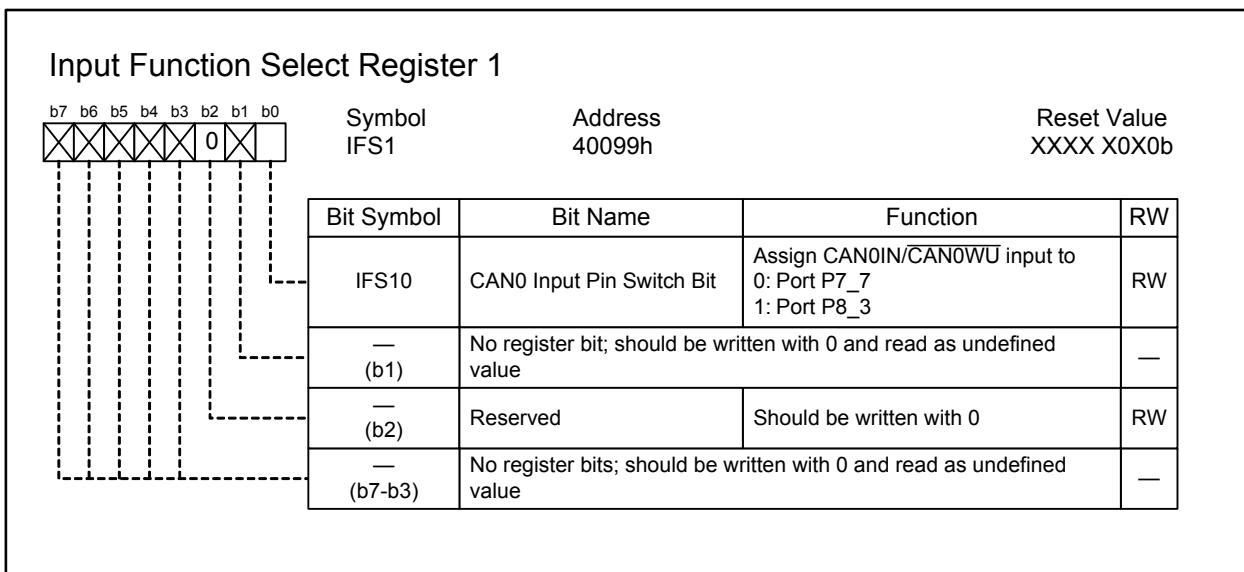 Input Function Select Register 1
b7 b6 b5 b4 b3 b2 b1 b0
0
Symbol Address Reset Value
IFS1 40099h XXXX X0X0b
Bit Symbol Bit Name Function RW
IFS10 CAN0 Input Pin Switch Bit Assign CAN0IN/CAN0WU input to
0: Port P7_7
1: Port P8_3 RW
— (b1) No register bit; should be written with 0 and read as undefined
value —
— (b2) Reserved Should be written with 0 RW
— (b7-b3) No register bits; should be written with 0 and read as undefined
value —